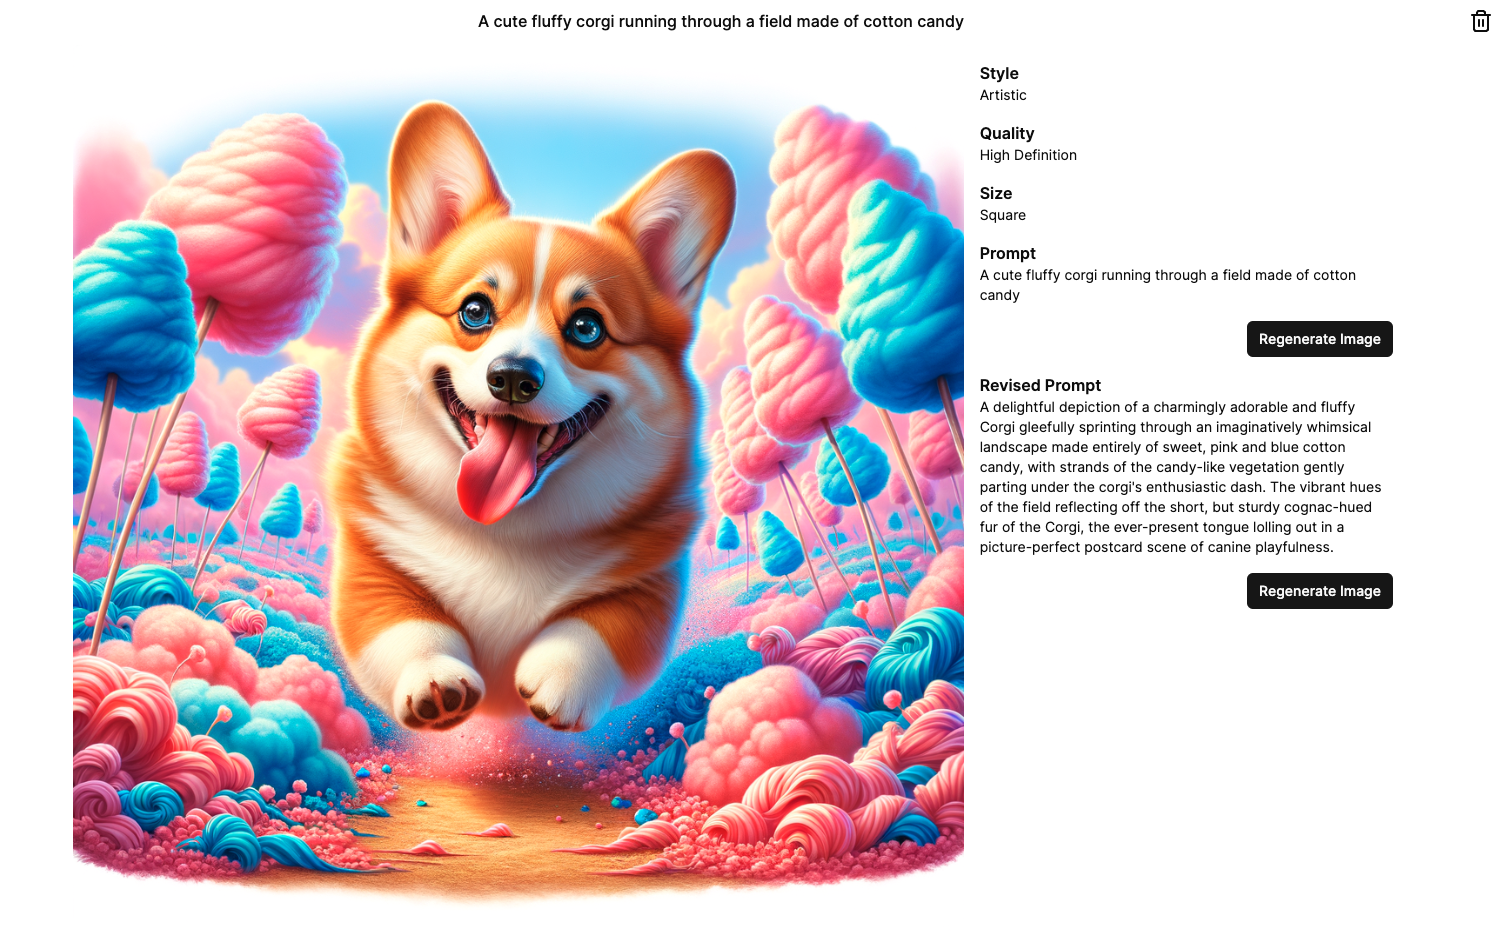 A cute fluffy corgi running through a field made of cotton candy
Style
Artistic
Quality
High Definition
Size
Square
Prompt
A cute fluffy corgi running through a field made of cotton
candy
Regenerate Image
Revised Prompt
A delightful depiction of a charmingly adorable and fluffy
Corgi gleefully sprinting through an imaginatively whimsical
landscape made entirely of sweet, pink and blue cotton
candy, with strands of the candy-like vegetation gently
parting under the corgi's enthusiastic dash. The vibrant hues
of the field reflecting off the short, but sturdy cognac-hued
fur of the Corgi, the ever-present tongue lolling out in a
picture-perfect postcard scene of canine playfulness.
Regenerate Image